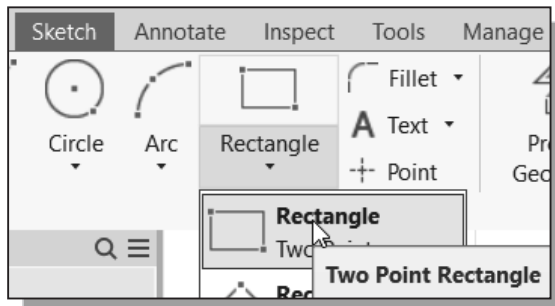 Sketch Annotate Inspect Tools Manage
Fillet
Text
Circle Arc Rectangle
Point
Rectangle
Two Point Rectangle